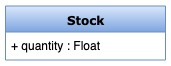 Stock
+ quantity : Float